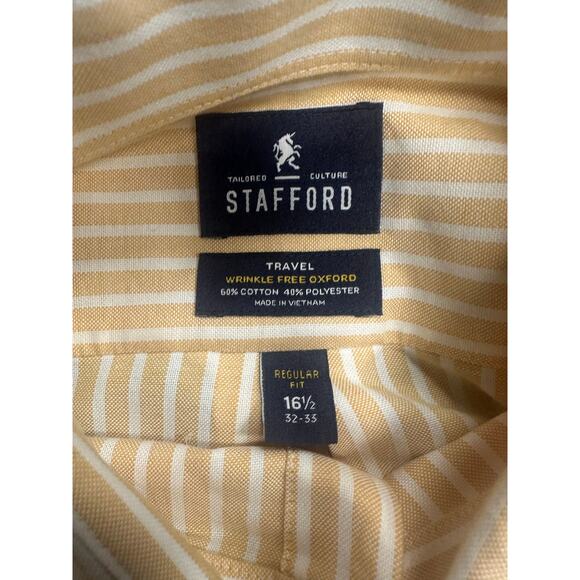 TAILORED CULTURE
STAFFORD
TRAVEL
WRINKLE FREE OXFORD
60% COTTON 40% POLYESTER
MADE IN VIETNAM
REGULAR
FIT
16½
32-33